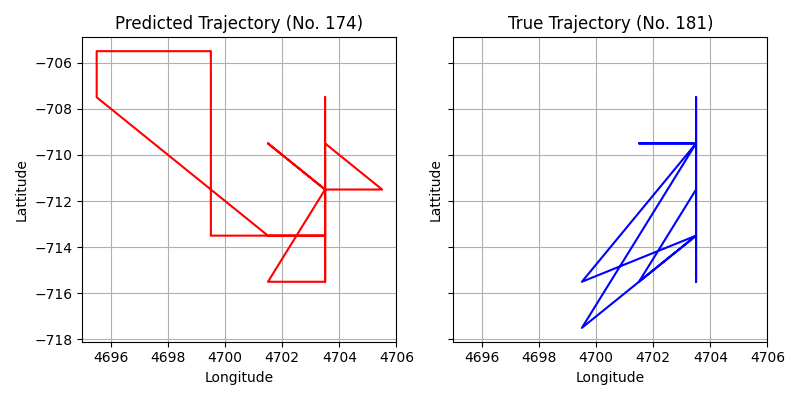 Predicted Trajectory (No. 174)
True Trajectory (No. 181)
−706
−708
−710
−712
−714
−716
−718
Lattitude
Lattitude
4696 4698 4700 4702 4704 4706
4696 4698 4700 4702 4704 4706
Longitude
Longitude